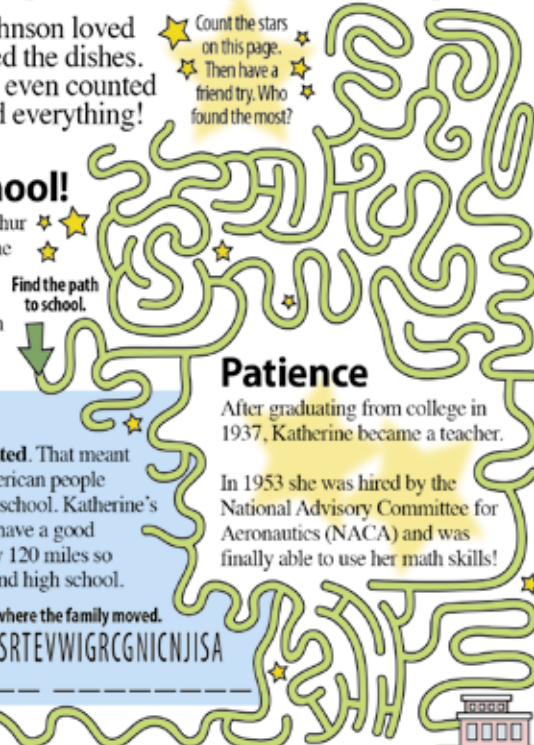 hnson loved
ed the dishes.
even counted
d everything!
Count the stars
on this page.
Then have a
friend try. Who
found the most?
ool!
hur
ne
Find the path
to school.
n
ted. That meant
erican people
school. Katherine's
have a good
120 miles so
nd high school.
where the family moved.
SRTEVWIGRCGNICNJISA
Patience
After graduating from college in
1937, Katherine became a teacher.
In 1953 she was hired by the
National Advisory Committee for
Aeronautics (NACA) and was
finally able to use her math skills!